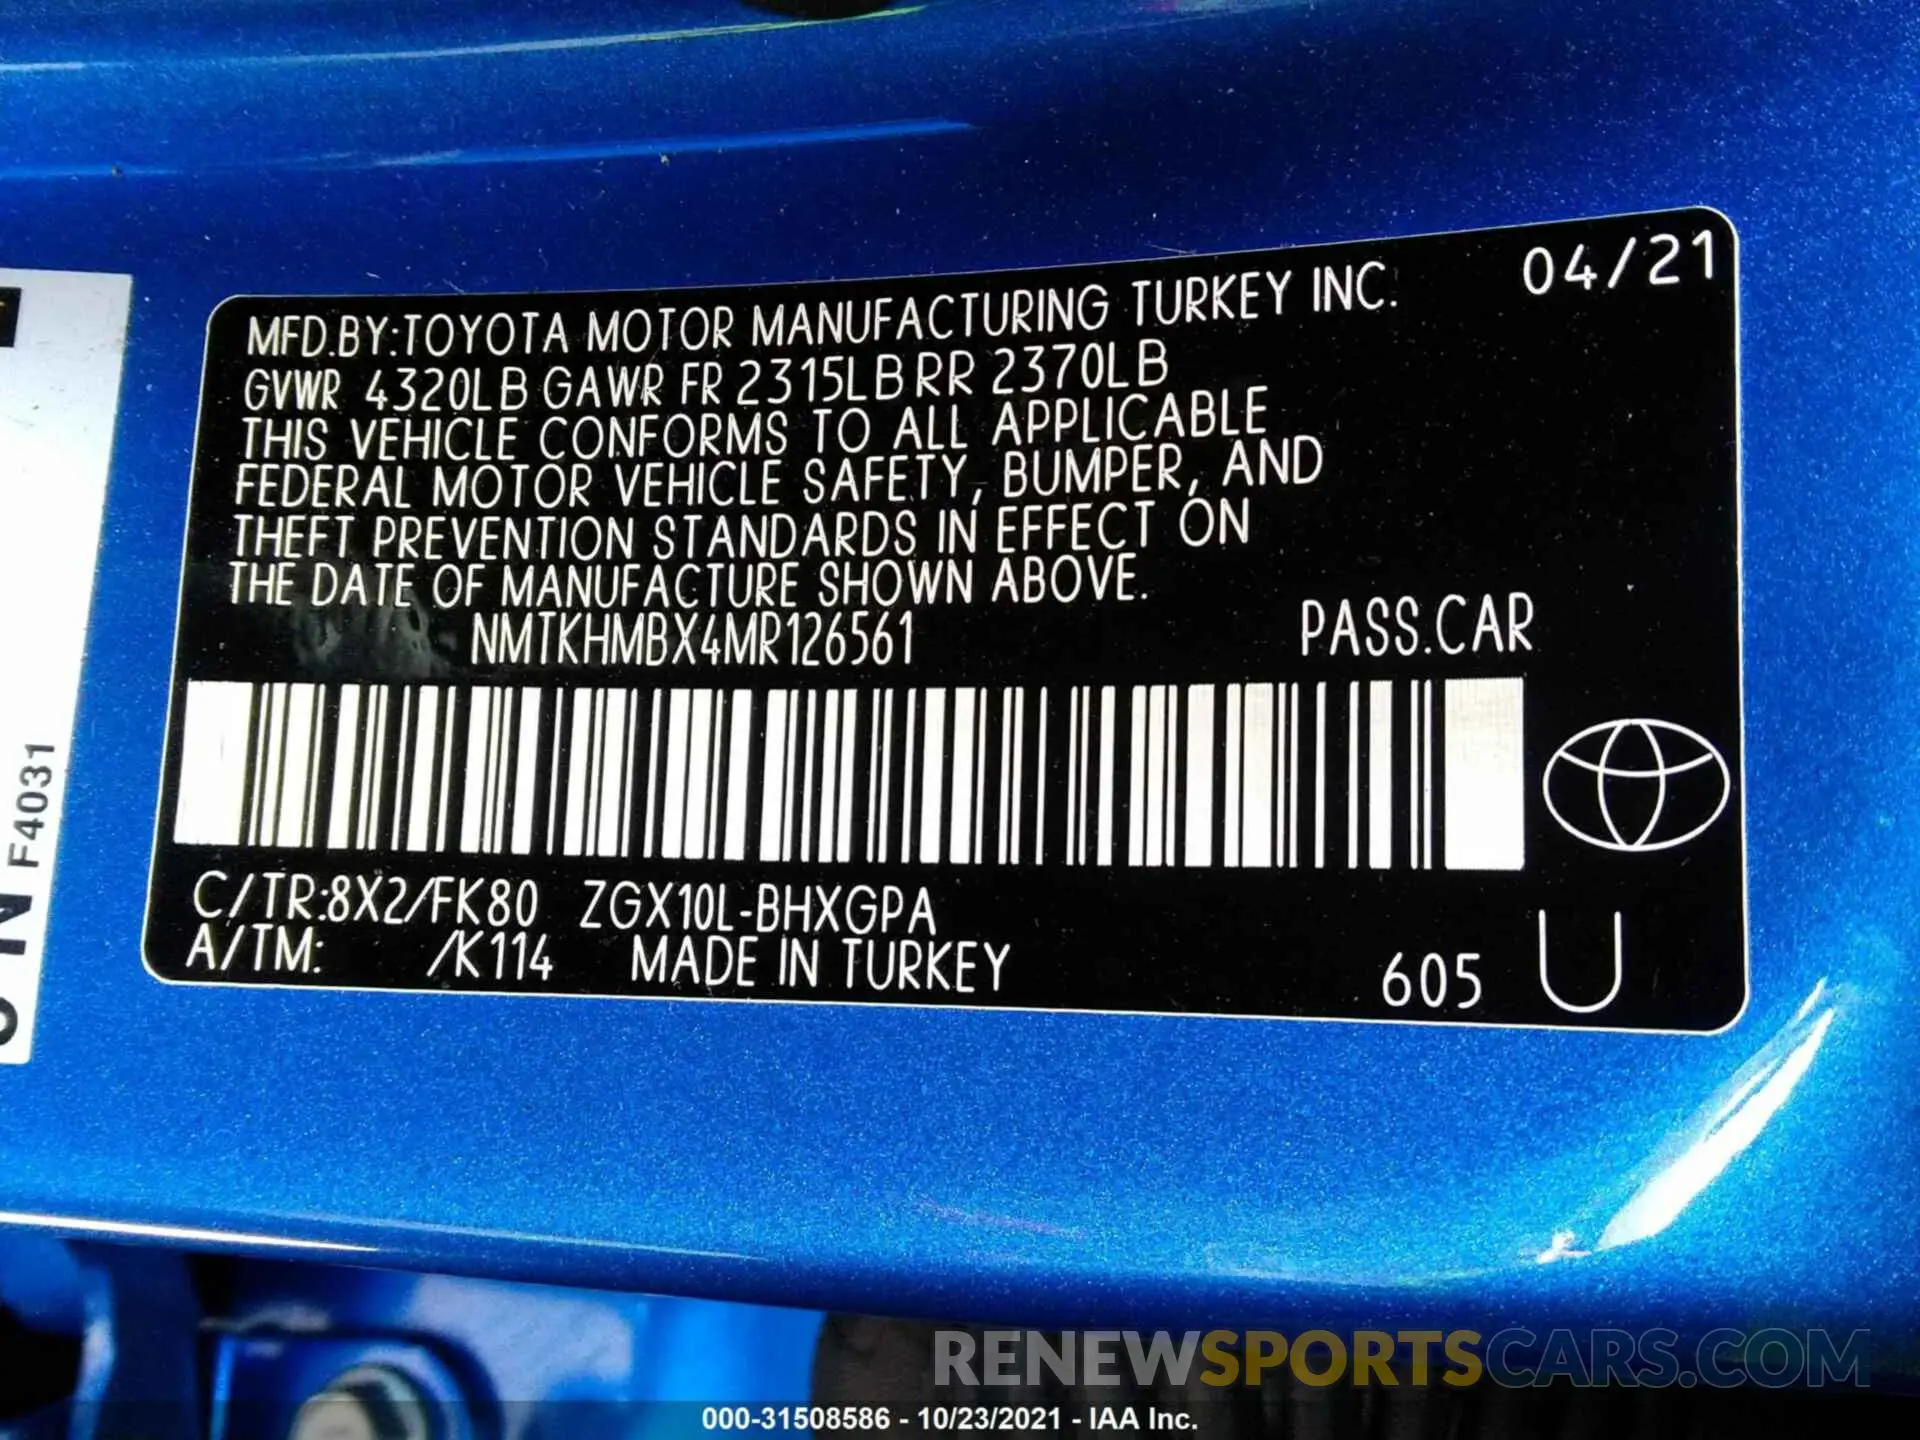 04/21
MFD.BY:TOYOTA MOTOR MANUFACTURING TURKEY INC.
GVWR 4320LB GAWR FR 2315LB RR 2370LB
THIS VEHICLE CONFORMS TO ALL APPLICABLE
FEDERAL MOTOR VEHICLE SAFETY, BUMPER, AND
THEFT PREVENTION STANDARDS IN EFFECT ON
THE DATE OF MANUFACTURE SHOWN ABOVE.
NMTKHMBX4MR126561 PASS.CAR
C/TR:8X2/FK80 ZGX10L-BHXGPA
A/TM: /K114 MADE IN TURKEY 605 U
F4031
RENEWSPORTSCARS.COM
000-31508586 - 10/23/2021 - IAA Inc.